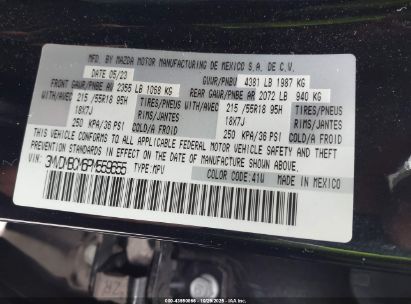 MFD. BY MAZDA MOTOR MANUFACTURING DE MEXICO S.A. DE C.V.
DATE 05/23 GVWR/PNBV 4381 LB 1987 KG
FRONT GAWR/PNBE AV 2355 LB 1068 KG REAR GAWR/PNBE AR 2072 LB 940 KG
215/55R18 95H TIRES/PNEUS 215/55R18 95H TIRES/PNEUS
18X7J RIMS/JANTES 18X7J RIMS/JANTES
250 KPA/36 PSI COLD/A FROID 250 KPA/36 PSI COLD/A FROID
THIS VEHICLE CONFORMS TO ALL APPLICABLE FEDERAL MOTOR VEHICLE SAFETY AND THEFT
PREVENTION STANDARDS IN EFFECT ON THE DATE OF MANUFACTURE SHOWN ABOVE.
VIN: TYPE:MPV COLOR CODE:41W MADE IN MEXICO